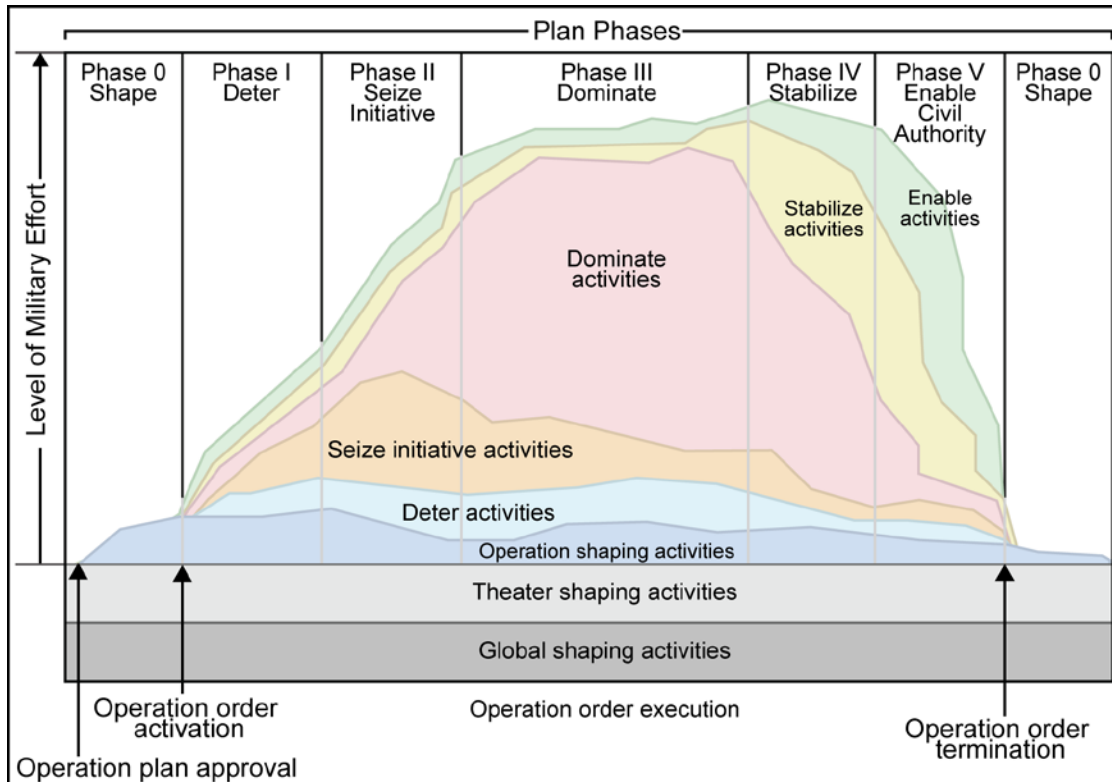 Plan Phases
Phase 0
Shape
Phase I
Deter
Phase II
Seize
Initiative
Phase III
Dominate
Phase IV
Stabilize
Phase V
Enable
Civil
Authority
Phase 0
Shape
Level of Military Effort
Enable
activities
Stabilize
activities
Dominate
activities
Seize initiative activities
Deter activities
Operation shaping activities
Theater shaping activities
Global shaping activities
Operation order
activation
Operation order execution
Operation order
termination
Operation plan approval